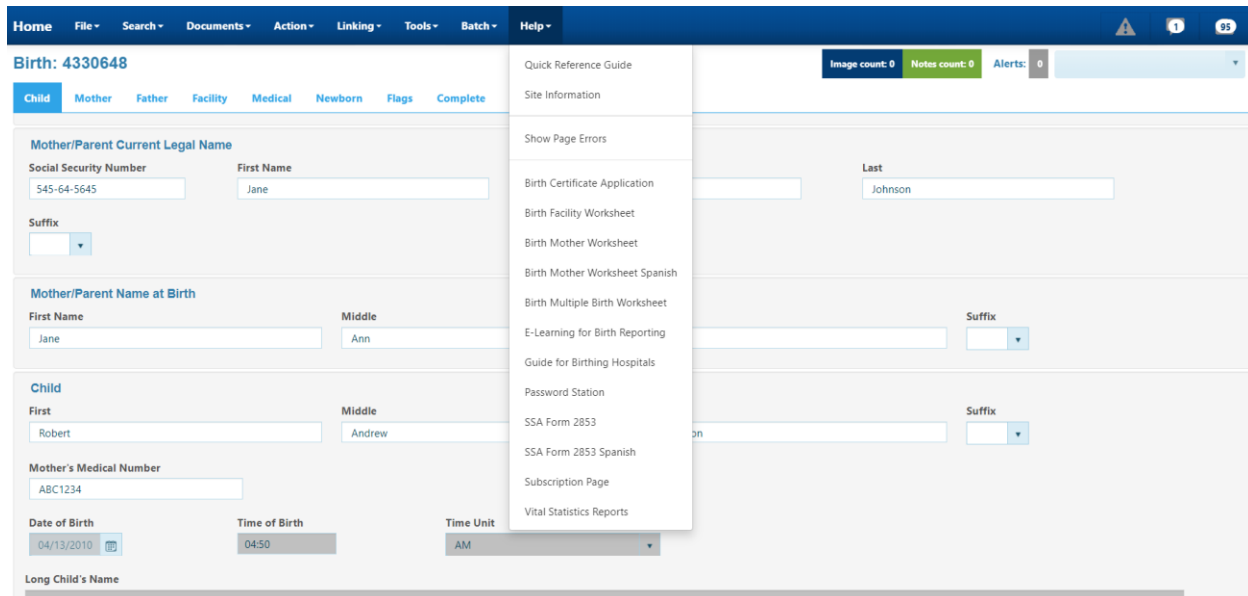 Home File Search Documents Action Linking Tools Batch Help 1 95
Birth: 4330648 Image count: 0 Notes count: 0 Alerts: 0
Child Mother Father Facility Medical Newborn Flags Complete
Quick Reference Guide
Site Information
Show Page Errors
Birth Certificate Application
Birth Facility Worksheet
Birth Mother Worksheet
Birth Mother Worksheet Spanish
Birth Multiple Birth Worksheet
E-Learning for Birth Reporting
Guide for Birthing Hospitals
Password Station
SSA Form 2853
SSA Form 2853 Spanish
Subscription Page
Vital Statistics Reports
Mother/Parent Current Legal Name
Social Security Number First Name Last
545-64-5645 Jane Johnson
Suffix
Mother/Parent Name at Birth
First Name Middle Suffix
Jane Ann
Child
First Middle Suffix
Robert Andrew on
Mother's Medical Number
ABC1234
Date of Birth Time of Birth Time Unit
04/13/2010 04:50 AM
Long Child's Name